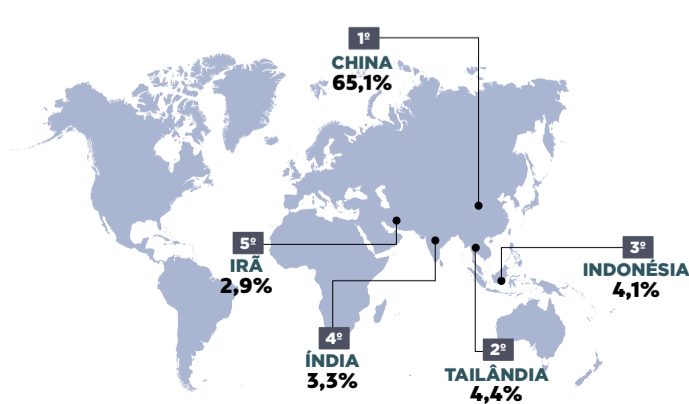 1º
CHINA
65,1%
5º
IRÃ
2,9%
3º
INDONÉSIA
4,1%
4º
ÍNDIA
3,3%
2º
TAILÂNDIA
4,4%